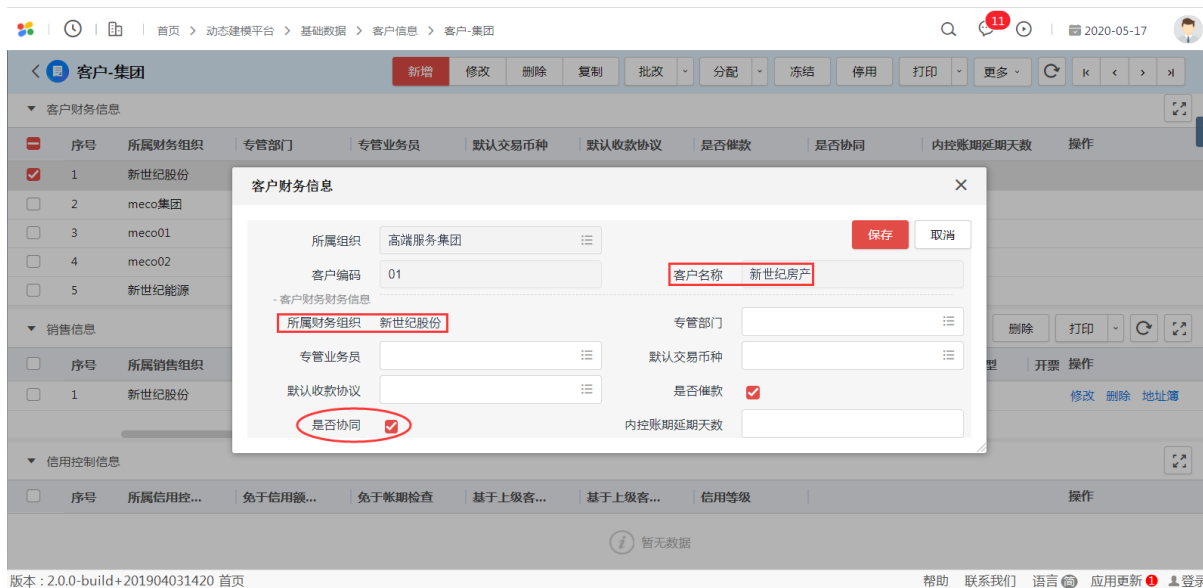 首页 > 动态建模平台 > 基础数据 > 客户信息 > 客户-集团 11 2020-05-17
客户-集团 新增 修改 删除 复制 批改 分配 冻结 停用 打印 更多
客户财务信息
序号 所属财务组织 专管部门 专管业务员 默认交易币种 默认收款协议 是否催款 是否协同 内控账期延期天数 操作
1 新世纪股份
2 meco集团
3 meco01
4 meco02
5 新世纪能源
销售信息 删除 打印
序号 所属销售组织 型 开票 操作
1 新世纪股份 修改 删除 地址簿
客户财务信息
所属组织 高端服务集团 保存 取消
客户编码 01 客户名称 新世纪房产
- 客户财务财务信息
所属财务组织 新世纪股份 专管部门
专管业务员 默认交易币种
默认收款协议 是否催款
是否协同 内控账期延期天数
信用控制信息
序号 所属信用控... 免于信用额... 免于帐期检查 基于上级客... 基于上级客... 信用等级 操作
暂无数据
版本 : 2.0.0-build+201904031420 首页 帮助 联系我们 语言 简 应用更新 1 登录